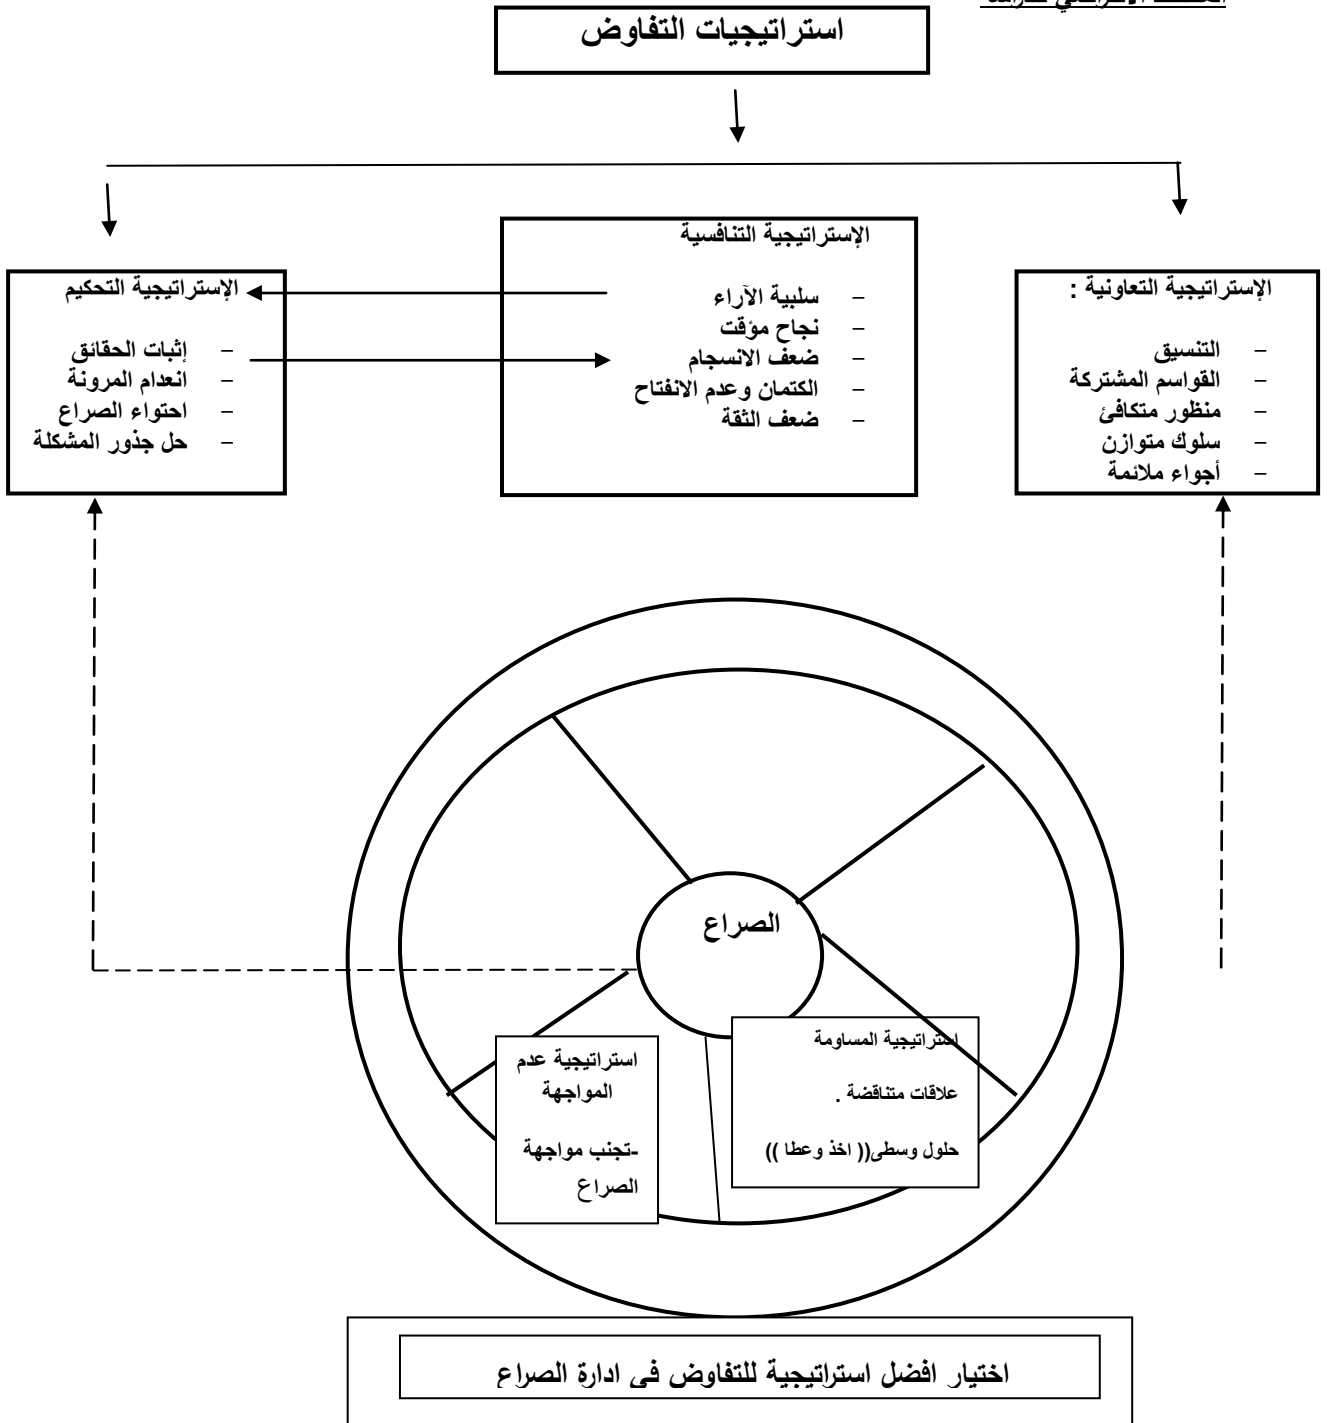 استراتيجيات التفاوض
الإستراتيجية التعاونية :
– التنسيق
– القواسم المشتركة
– منظور متكافئ
– سلوك متوازن
– أجواء ملائمة
الإستراتيجية التنافسية
– سلبية الآراء
– نجاح مؤقت
– ضعف الانسجام
– الكتمان وعدم الانفتاح
– ضعف الثقة
الإستراتيجية التحكيم
– إثبات الحقائق
– انعدام المرونة
– احتواء الصراع
– حل جذور المشكلة
الصراع
استراتيجية المساومة
علاقات متناقضة .
حلول وسطى(( اخذ وعطا ))
استراتيجية عدم
المواجهة
-تجنب مواجهة
الصراع
اختيار افضل استراتيجية للتفاوض في ادارة الصراع